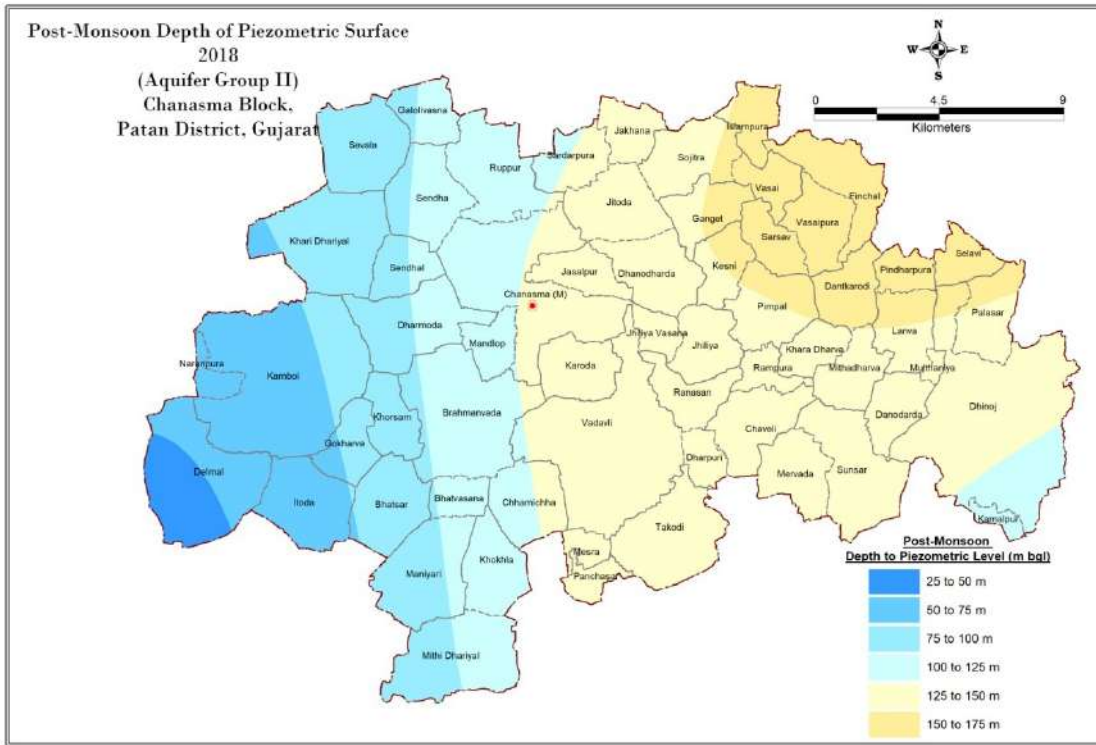 Post-Monsoon Depth of Piezometric Surface
2018
(Aquifer Group II)
Chanasma Block,
Patan District, Gujarat
N
W E
S
0 4.5 9
Kilometers
Galolivasna
Sevala
Ruppur
Sardarpura
Jakhana
Sojitra
Islampura
Sendha
Jitoda
Vasai
Finchal
Ganget
Vasaipura
Khari Dhariyal
Sarsav
Sendhal
Jasalpur
Dhanodharda
Kesni
Selavi
Pindharpura
Dantkarodi
Chanasma (M)
Pimpal
Palasar
Dharmoda
Mandlop
Jhiliya Vasana
Jhiliya
Khara Dharva
Larwa
Naranpura
Kamboi
Karoda
Rampura
Mithadharva
Ranasan
Dhinoj
Brahmanvada
Khorsam
Gokharva
Vadavli
Chaveli
Danodarda
Delmal
Dharpuri
Mervada
Sunsar
Itoda
Bhatsar
Bhatvasana
Chhamichha
Takodi
Kamalpur
Mesra
Khokhla
Maniyari
Mithi Dhariyal
Post-Monsoon
Depth to Piezometric Level (m bgl)
25 to 50 m
50 to 75 m
75 to 100 m
100 to 125 m
125 to 150 m
150 to 175 m